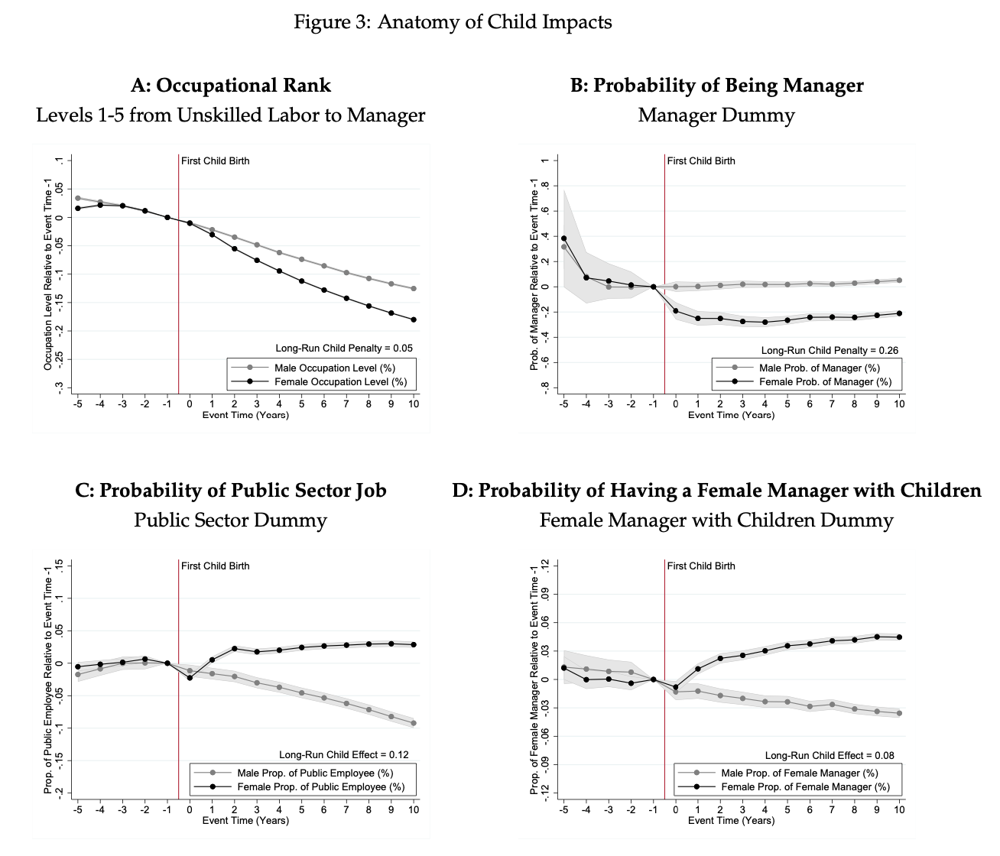 Figure 3: Anatomy of Child Impacts
A: Occupational Rank
Levels 1-5 from Unskilled Labor to Manager
Occupation Level Relative to Event Time -1
.1
.05
0
-.05
-.1
-.15
-.2
-.25
-.3
First Child Birth
Long-Run Child Penalty = 0.05
Male Occupation Level (%)
Female Occupation Level (%)
-5 -4 -3 -2 -1 0 1 2 3 4 5 6 7 8 9 10
Event Time (Years)
B: Probability of Being Manager
Manager Dummy
Prob. of Manager Relative to Event Time -1
1
.8
.6
.4
.2
0
-.2
-.4
-.6
-.8
First Child Birth
Long-Run Child Penalty = 0.26
Male Prob. of Manager (%)
Female Prob. of Manager (%)
-5 -4 -3 -2 -1 0 1 2 3 4 5 6 7 8 9 10
Event Time (Years)
C: Probability of Public Sector Job
Public Sector Dummy
Prop. of Public Employee Relative to Event Time -1
.15
.1
.05
0
-.05
-.1
-.15
-.2
First Child Birth
Long-Run Child Effect = 0.12
Male Prop. of Public Employee (%)
Female Prop. of Public Employee (%)
-5 -4 -3 -2 -1 0 1 2 3 4 5 6 7 8 9 10
Event Time (Years)
D: Probability of Having a Female Manager with Children
Female Manager with Children Dummy
Prop. of Female Manager Relative to Event Time -1
.12
.09
.06
.03
0
-.03
-.06
-.09
-.12
First Child Birth
Long-Run Child Effect = 0.08
Male Prop. of Female Manager (%)
Female Prop. of Female Manager (%)
-5 -4 -3 -2 -1 0 1 2 3 4 5 6 7 8 9 10
Event Time (Years)